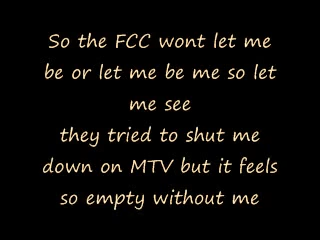 So the FCC wont let me
be or let me be me so let
me see
they tried to shut me
down on MTV but it feels
so empty without me